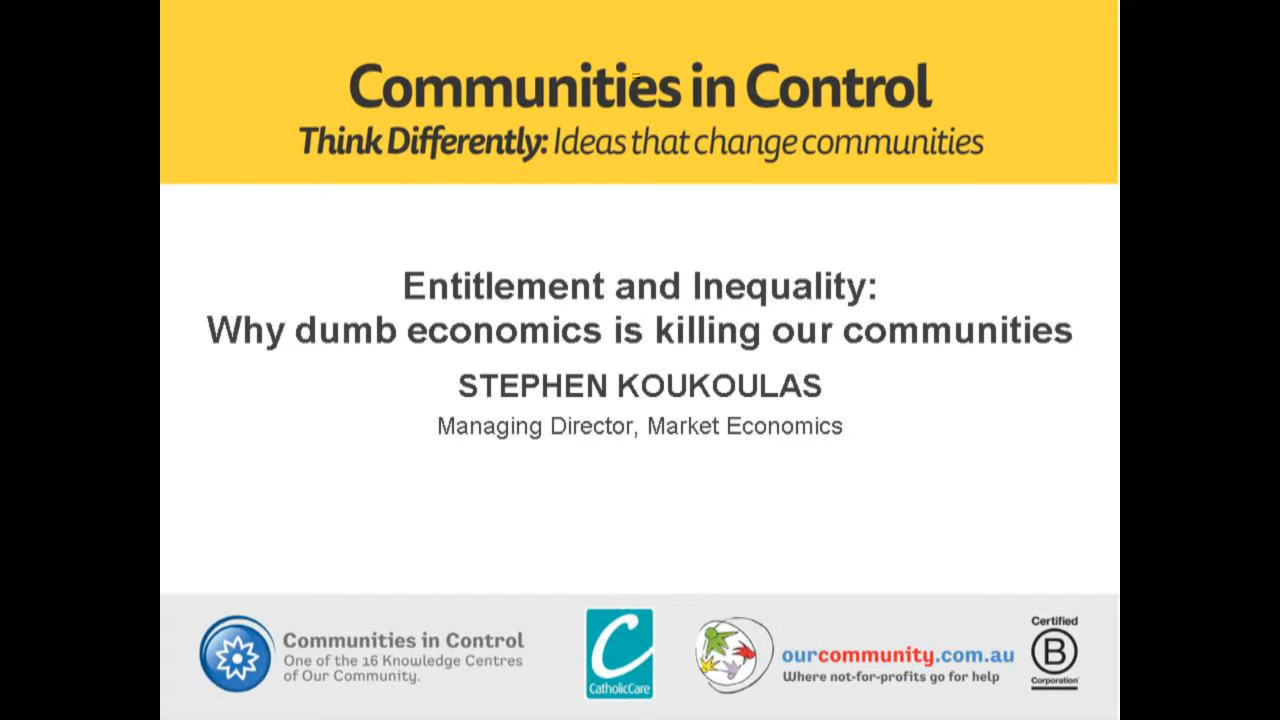 Communities in Control
Think Differently: Ideas that change communities
Entitlement and Inequality:
Why dumb economics is killing our communities
STEPHEN KOUKOULAS
Managing Director, Market Economics
Communities in Control
One of the 16 Knowledge Centres
of Our Community.
C
CatholicCare
ourcommunity.com.au
Where not-for-profits go for help
Certified
B
Corporation